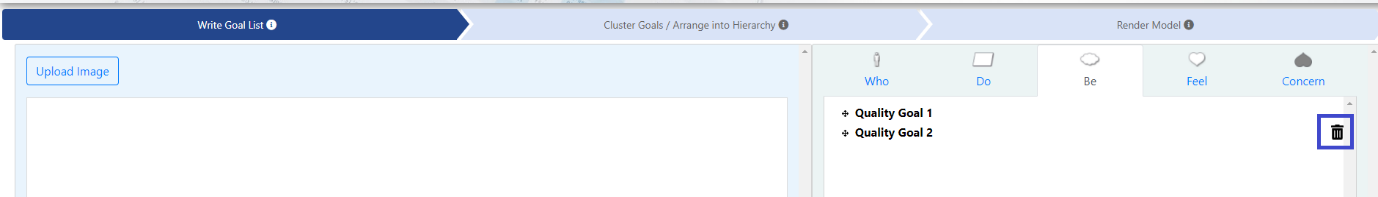 Write Goal List
Cluster Goals / Arrange into Hierarchy
Render Model
Upload Image
Who
Do
Be
Feel
Concern
Quality Goal 1
Quality Goal 2